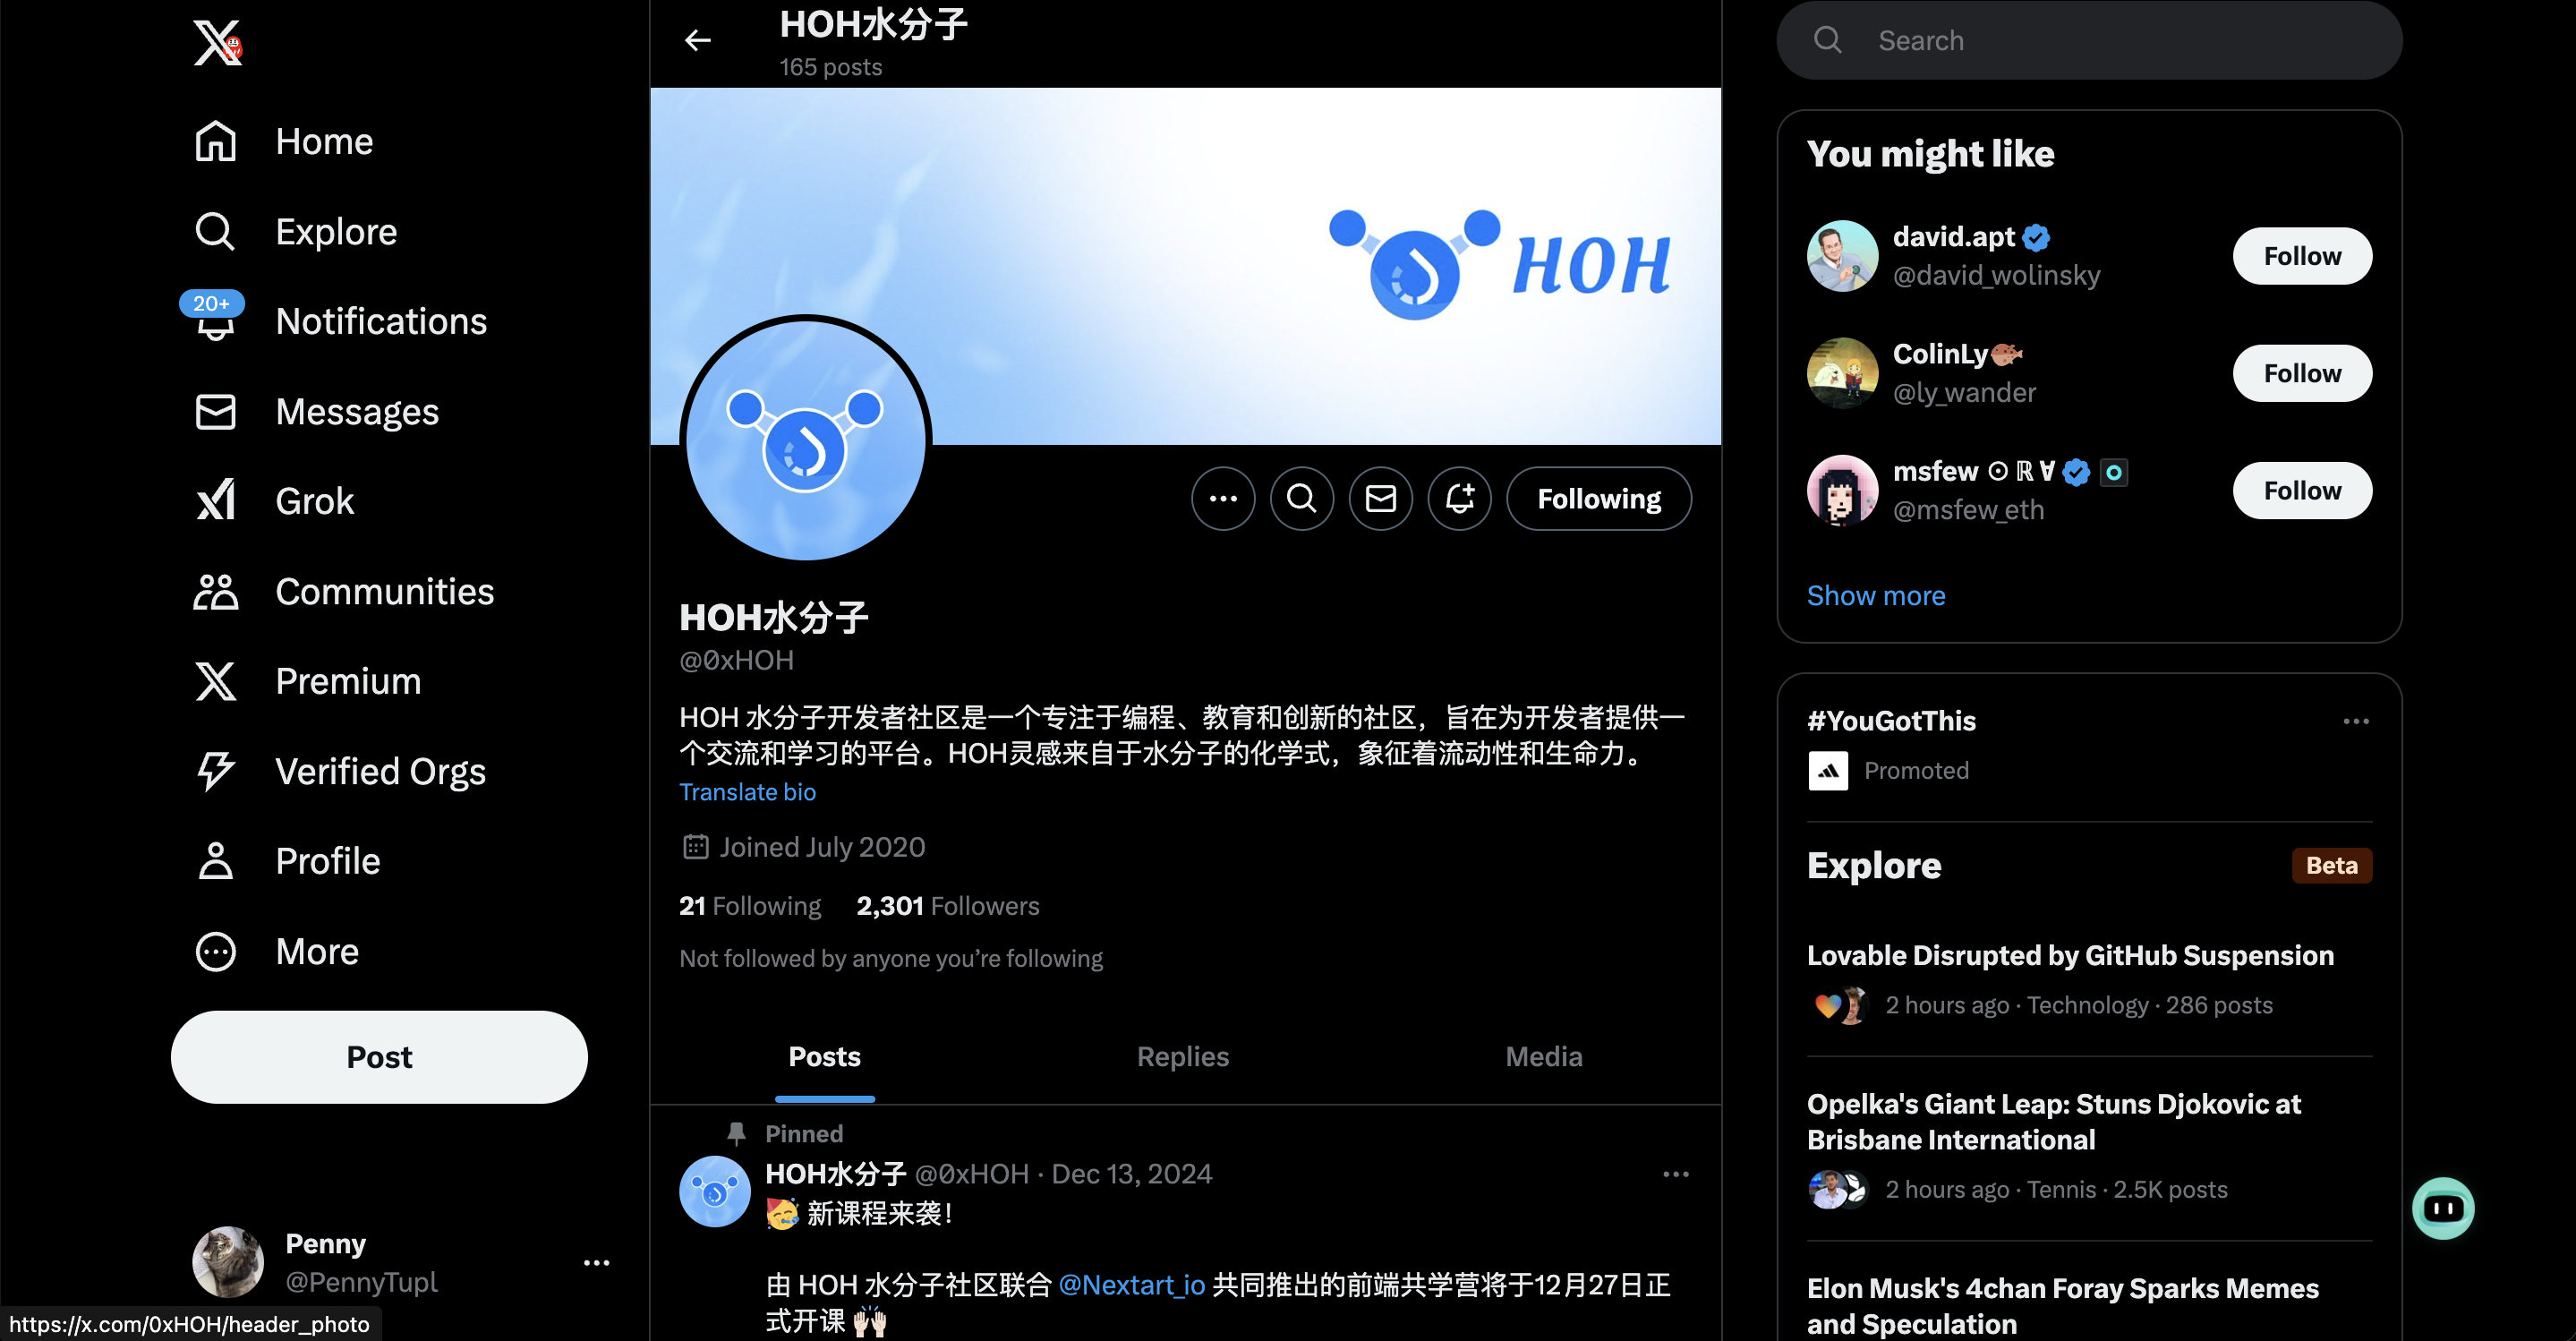 Home
Explore
20+
Notifications
Messages
Grok
Communities
Premium
Verified Orgs
Profile
More
Post
Penny
@PennyTupl
https://x.com/0xHOH/header_photo
HOH水分子
165 posts
HOH
Following
HOH水分子
@0xHOH
HOH 水分子开发者社区是一个专注于编程、教育和创新的社区，旨在为开发者提供一
个交流和学习的平台。HOH灵感来自于水分子的化学式，象征着流动性和生命力。
Translate bio
Joined July 2020
21 Following 2,301 Followers
Not followed by anyone you’re following
Posts
Replies
Media
Pinned
HOH水分子 @0xHOH · Dec 13, 2024
🥳 新课程来袭！
由 HOH 水分子社区联合 @Nextart_io 共同推出的前端共学营将于12月27日正
式开课 🙌🏻
Search
You might like
david.apt
@david_wolinsky
Follow
ColinLy🐡
@ly_wander
Follow
msfew ⊙ ℝ ∀
@msfew_eth
Follow
Show more
#YouGotThis
Promoted
Explore
Beta
Lovable Disrupted by GitHub Suspension
2 hours ago · Technology · 286 posts
Opelka's Giant Leap: Stuns Djokovic at
Brisbane International
2 hours ago · Tennis · 2.5K posts
Elon Musk's 4chan Foray Sparks Memes
and Speculation